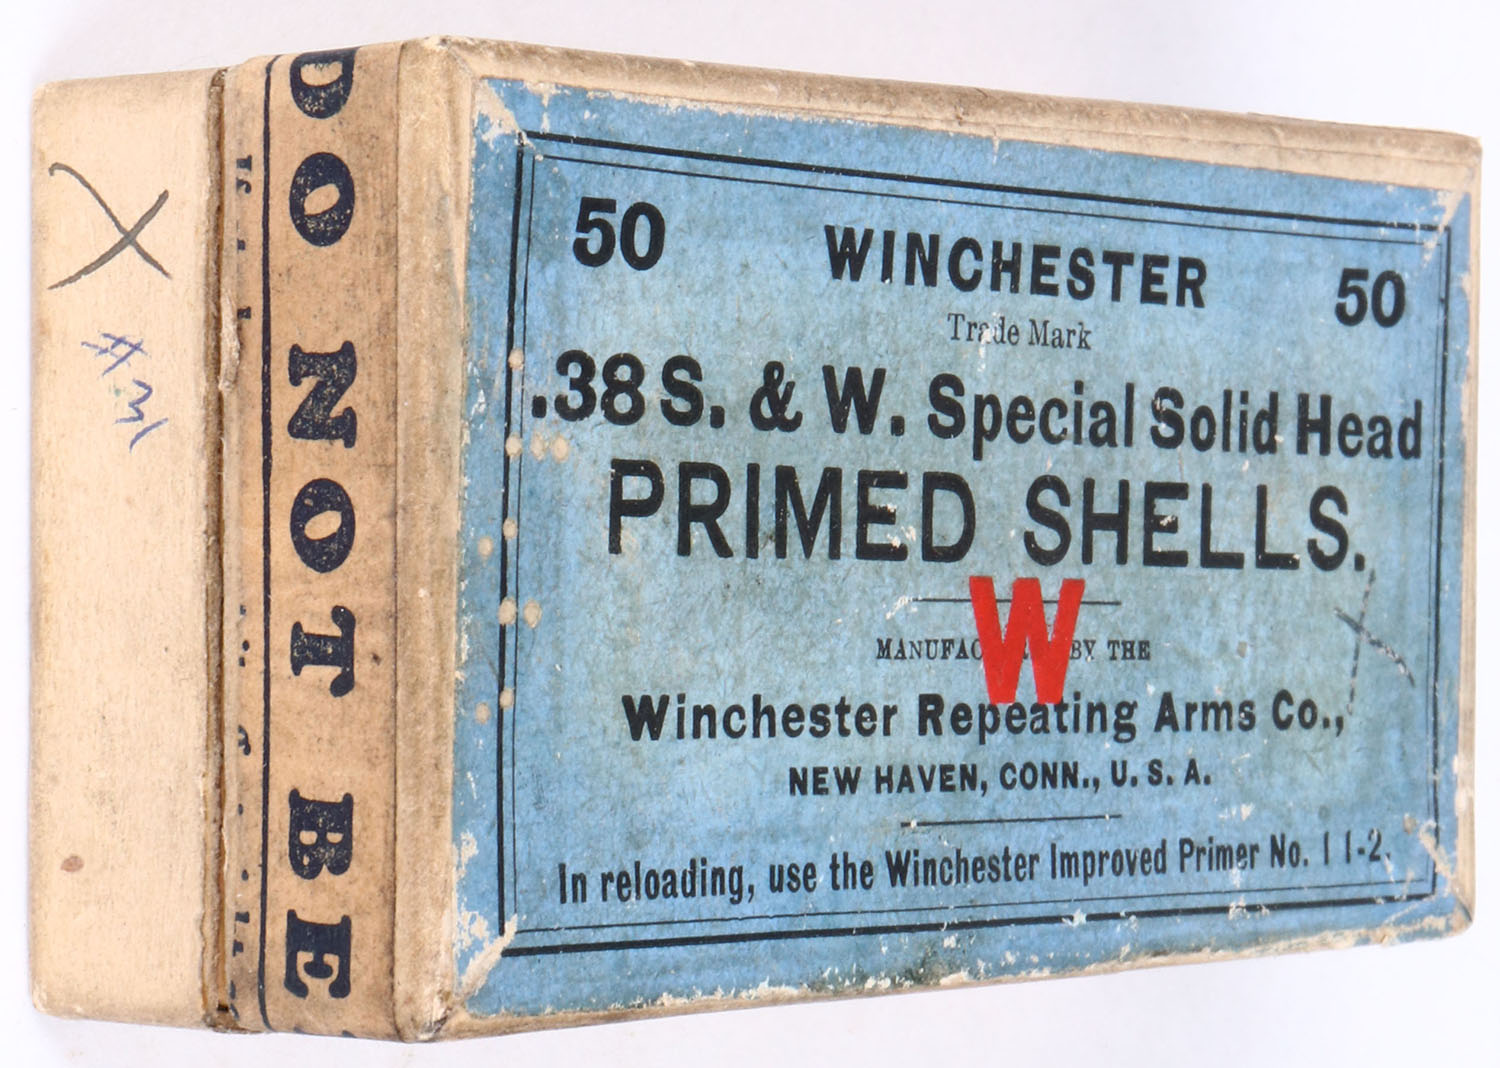 50 WINCHESTER 50
Trade Mark
.38 S. & W. Special Solid Head
PRIMED SHELLS.
W
MANUFAC BY THE
Winchester Repeating Arms Co.,
NEW HAVEN, CONN., U. S. A.
In reloading, use the Winchester Improved Primer No. 1 1-2.
DO NOT BE
X